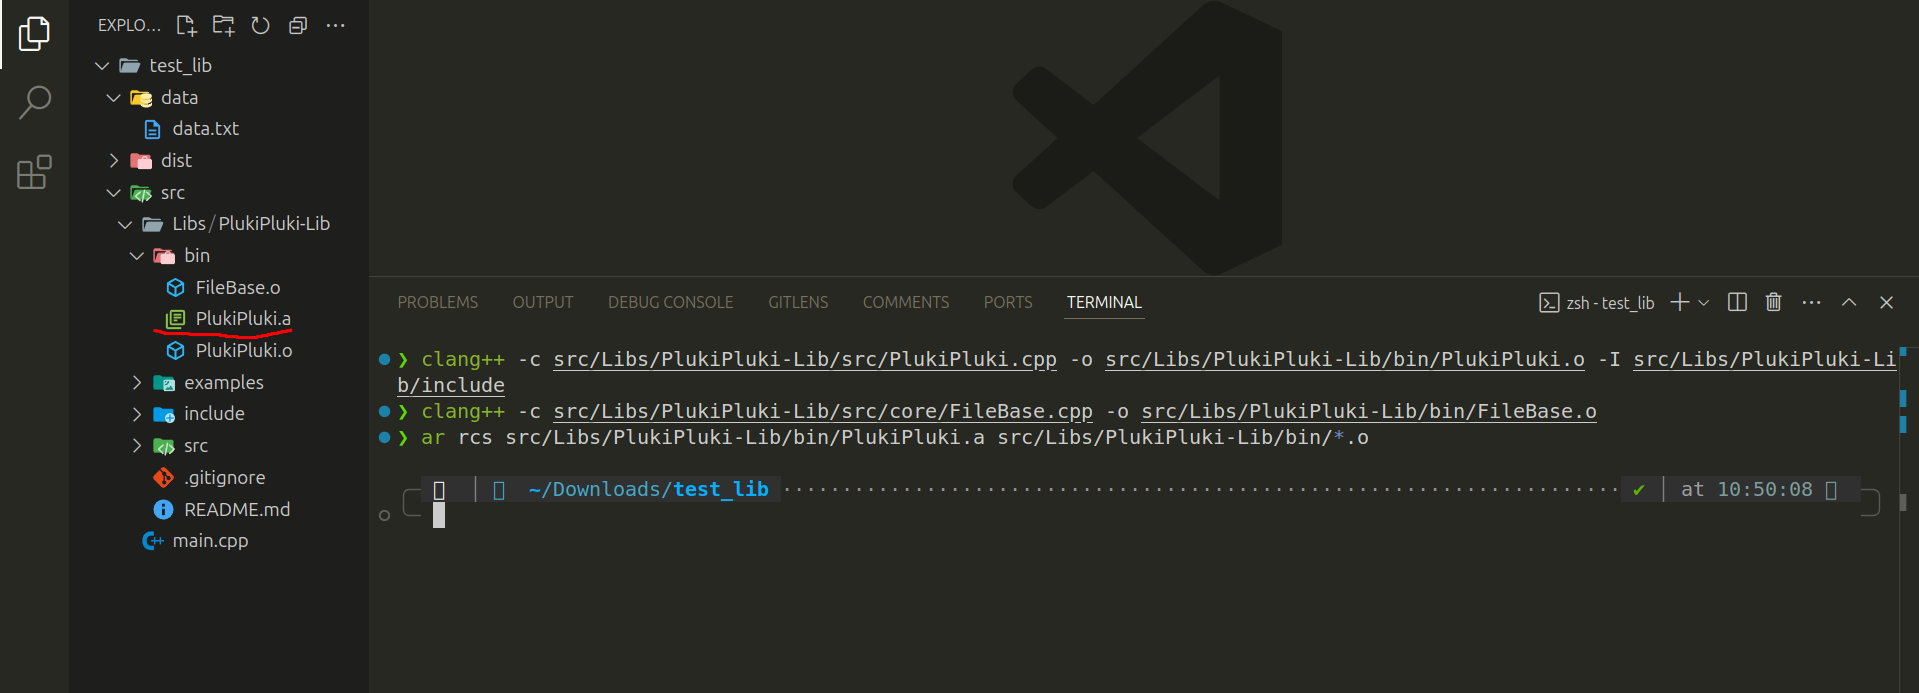 EXPLO...
test_lib
data
data.txt
dist
src
Libs/PlukiPluki-Lib
bin
FileBase.o
PlukiPluki.a
PlukiPluki.o
examples
include
src
.gitignore
README.md
main.cpp
PROBLEMS OUTPUT DEBUG CONSOLE GITLENS COMMENTS PORTS TERMINAL zsh - test_lib
❯ clang++ -c src/Libs/PlukiPluki-Lib/src/PlukiPluki.cpp -o src/Libs/PlukiPluki-Lib/bin/PlukiPluki.o -I src/Libs/PlukiPluki-Li
b/include
❯ clang++ -c src/Libs/PlukiPluki-Lib/src/core/FileBase.cpp -o src/Libs/PlukiPluki-Lib/bin/FileBase.o
❯ ar rcs src/Libs/PlukiPluki-Lib/bin/PlukiPluki.a src/Libs/PlukiPluki-Lib/bin/*.o
~/Downloads/test_lib ✔ at 10:50:08